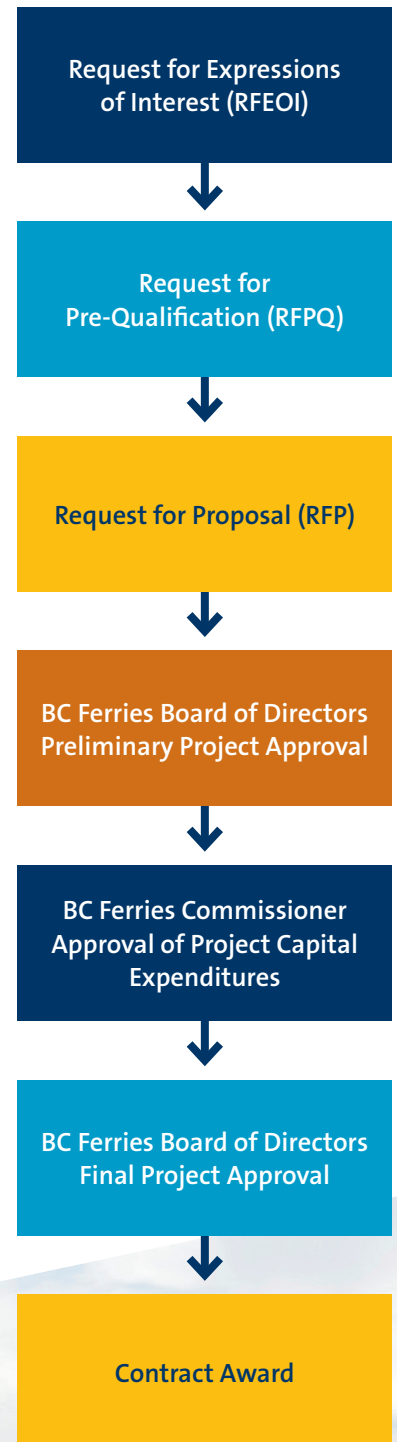 Request for Expressions
of Interest (RFEOI)
Request for
Pre-Qualification (RFPQ)
Request for Proposal (RFP)
BC Ferries Board of Directors
Preliminary Project Approval
BC Ferries Commissioner
Approval of Project Capital
Expenditures
BC Ferries Board of Directors
Final Project Approval
Contract Award